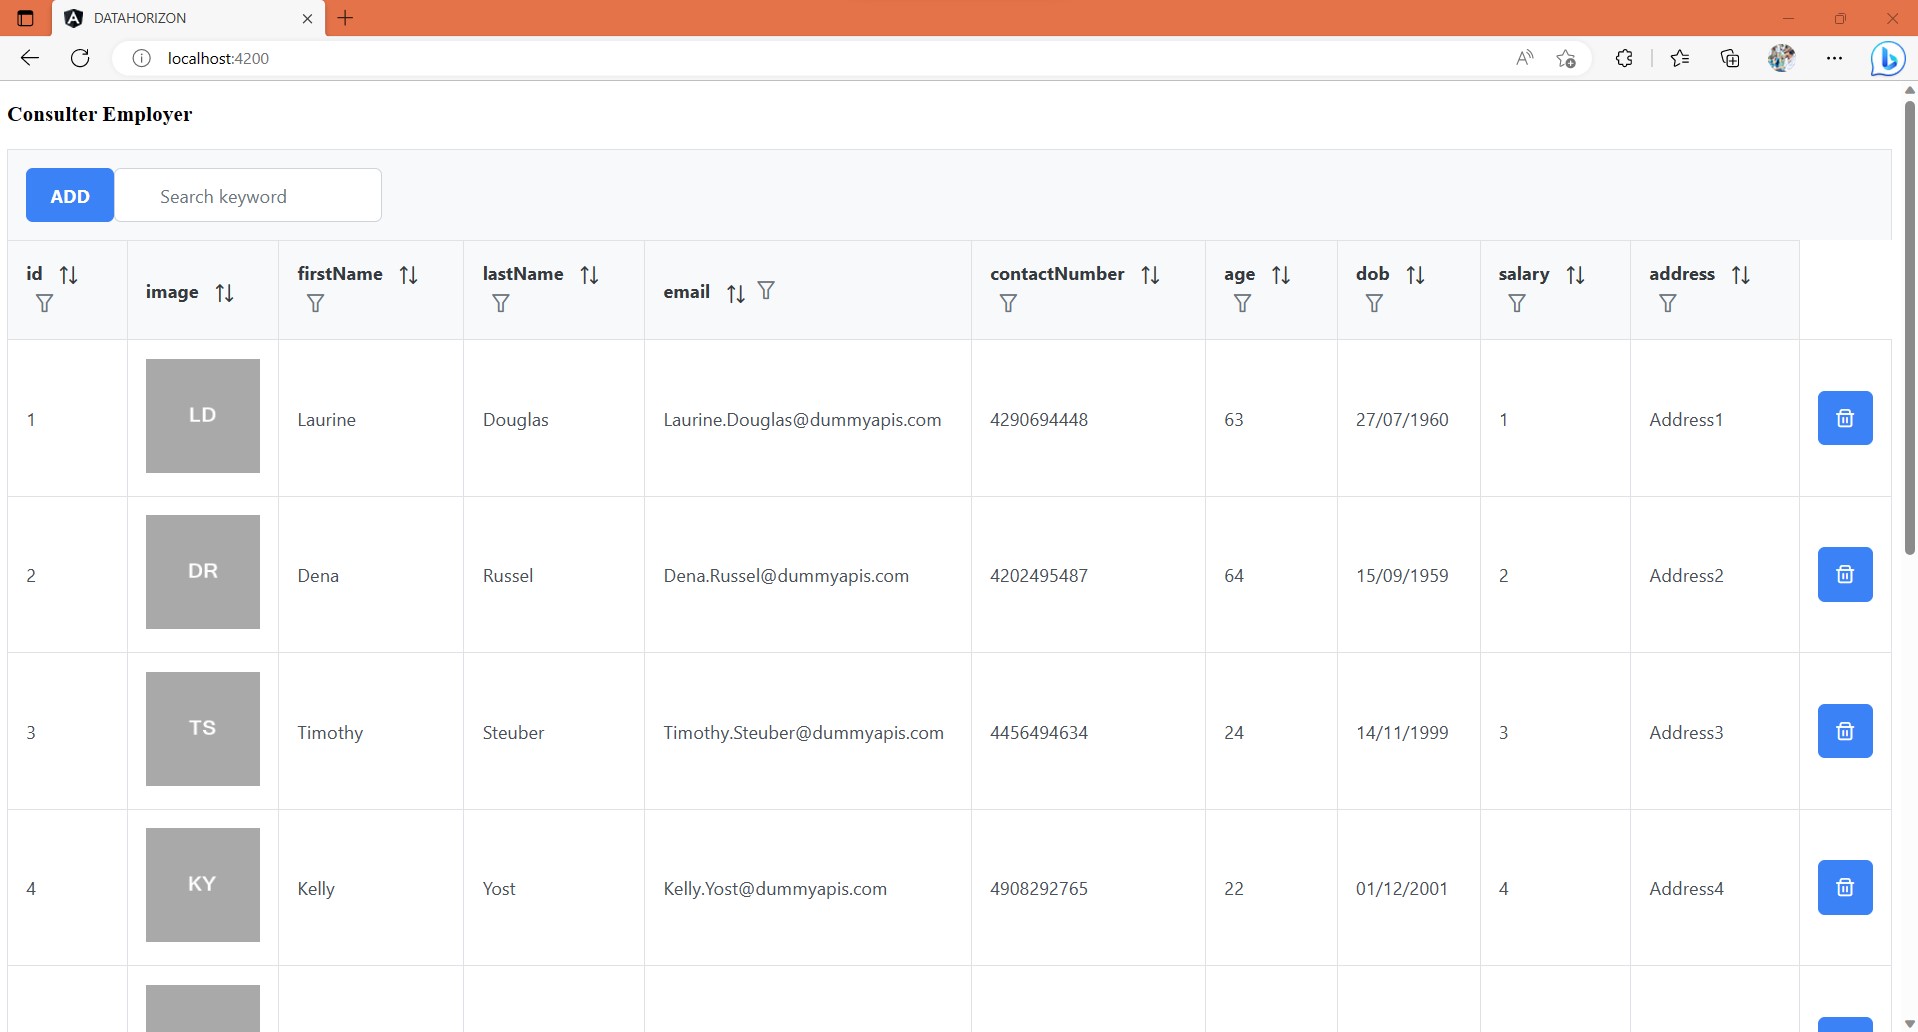 DATAHORIZON
localhost:4200
Consulter Employer
ADD Search keyword
id image firstName lastName email contactNumber age dob salary address
1 LD Laurine Douglas Laurine.Douglas@dummyapis.com 4290694448 63 27/07/1960 1 Address1
2 DR Dena Russel Dena.Russel@dummyapis.com 4202495487 64 15/09/1959 2 Address2
3 TS Timothy Steuber Timothy.Steuber@dummyapis.com 4456494634 24 14/11/1999 3 Address3
4 KY Kelly Yost Kelly.Yost@dummyapis.com 4908292765 22 01/12/2001 4 Address4